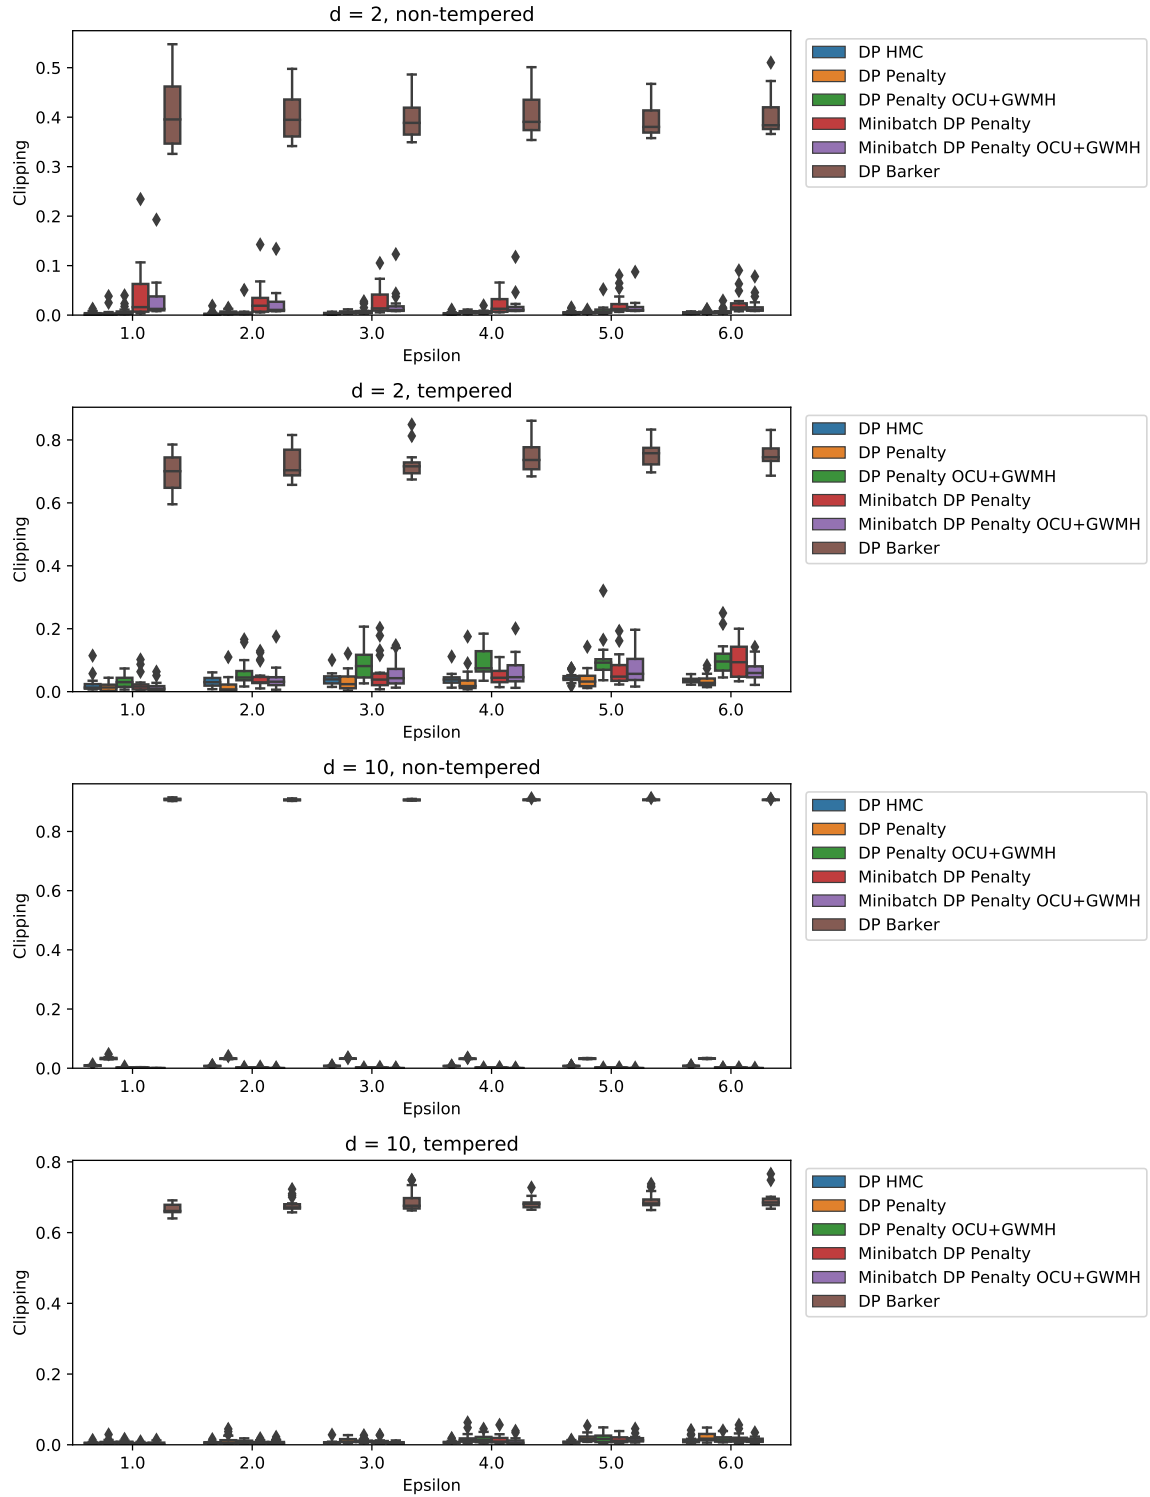 d = 2, non-tempered
Clipping
0.5
0.4
0.3
0.2
0.1
0.0
1.0 2.0 3.0 4.0 5.0 6.0
Epsilon
DP HMC
DP Penalty
DP Penalty OCU+GWMH
Minibatch DP Penalty
Minibatch DP Penalty OCU+GWMH
DP Barker
d = 2, tempered
Clipping
0.8
0.6
0.4
0.2
0.0
1.0 2.0 3.0 4.0 5.0 6.0
Epsilon
DP HMC
DP Penalty
DP Penalty OCU+GWMH
Minibatch DP Penalty
Minibatch DP Penalty OCU+GWMH
DP Barker
d = 10, non-tempered
Clipping
0.8
0.6
0.4
0.2
0.0
1.0 2.0 3.0 4.0 5.0 6.0
Epsilon
DP HMC
DP Penalty
DP Penalty OCU+GWMH
Minibatch DP Penalty
Minibatch DP Penalty OCU+GWMH
DP Barker
d = 10, tempered
Clipping
0.8
0.6
0.4
0.2
0.0
1.0 2.0 3.0 4.0 5.0 6.0
Epsilon
DP HMC
DP Penalty
DP Penalty OCU+GWMH
Minibatch DP Penalty
Minibatch DP Penalty OCU+GWMH
DP Barker